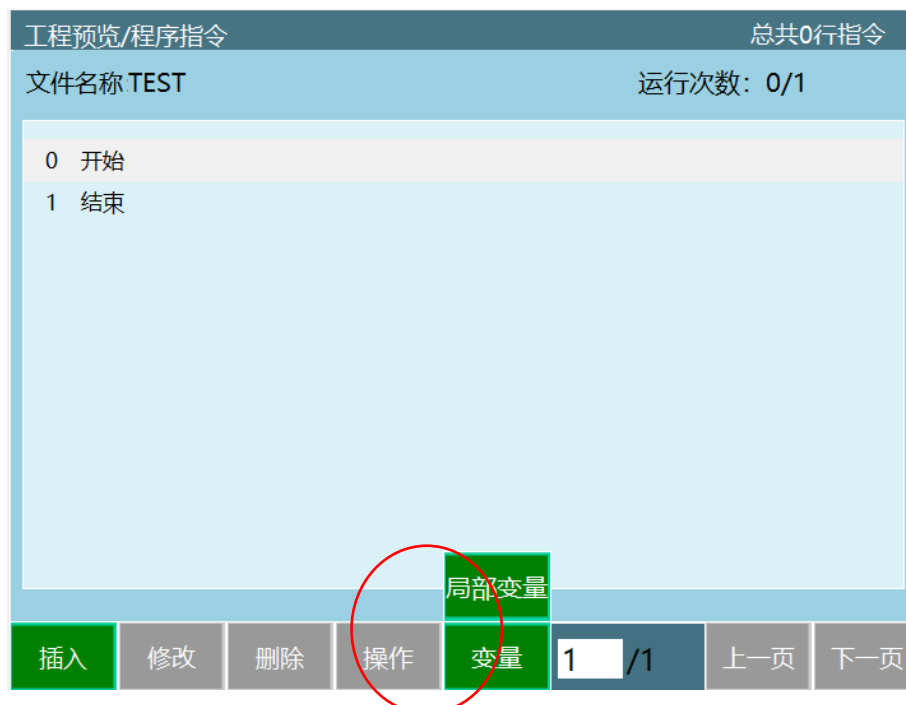 工程预览/程序指令 总共0行指令
文件名称:TEST 运行次数：0/1
0 开始
1 结束
局部变量
插入 修改 删除 操作 变量 1 /1 上一页 下一页